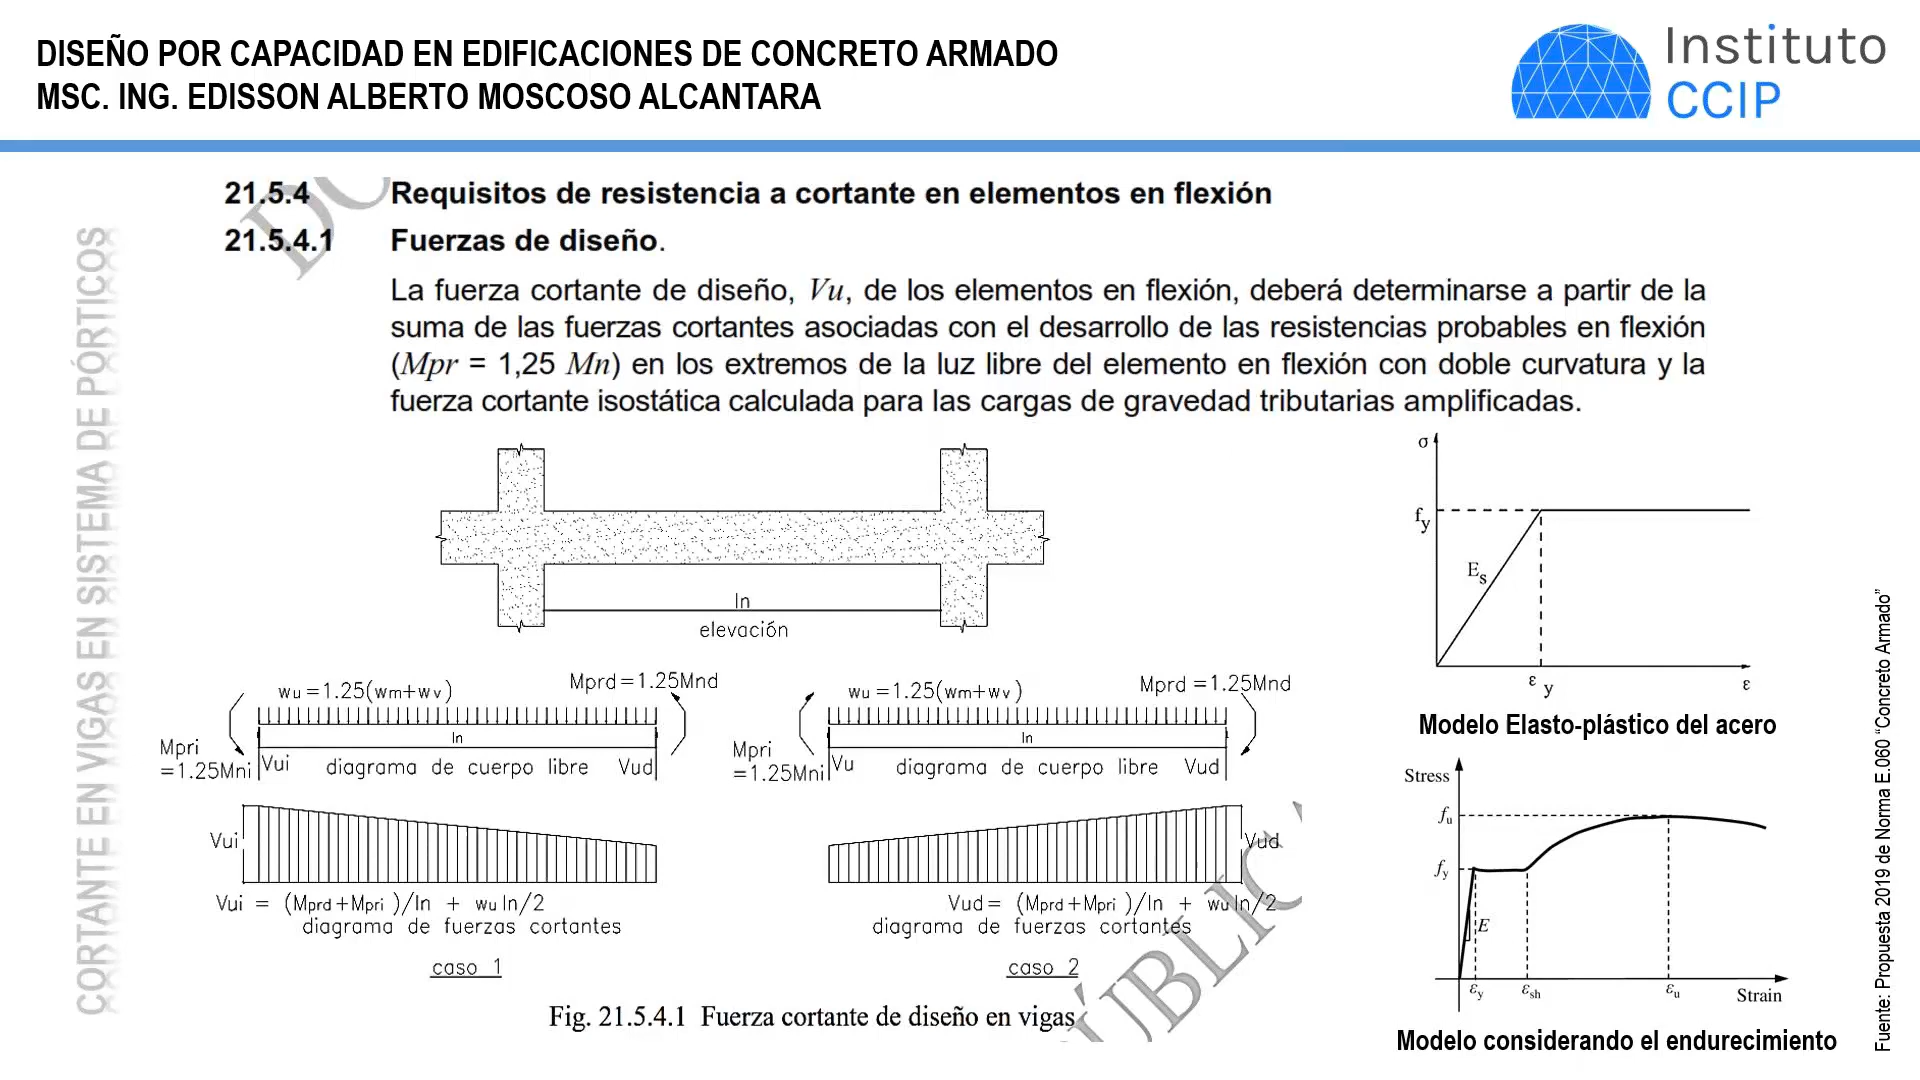 DISEÑO POR CAPACIDAD EN EDIFICACIONES DE CONCRETO ARMADO
MSC. ING. EDISSON ALBERTO MOSCOSO ALCANTARA
Instituto
CCIP
CORTANTE EN VIGAS EN SISTEMA DE PÓRTICOS
21.5.4 Requisitos de resistencia a cortante en elementos en flexión
21.5.4.1 Fuerzas de diseño.
La fuerza cortante de diseño, Vu, de los elementos en flexión, deberá determinarse a partir de la
suma de las fuerzas cortantes asociadas con el desarrollo de las resistencias probables en flexión
(Mpr = 1,25 Mn) en los extremos de la luz libre del elemento en flexión con doble curvatura y la
fuerza cortante isostática calculada para las cargas de gravedad tributarias amplificadas.
ln
elevación
wu =1.25(wm+wv)
Mprd=1.25Mnd
ln
Mpri
=1.25Mni
Vui
diagrama de cuerpo libre
Vud
Vui
Vui = (Mprd+Mpri )/ln + wu ln/2
diagrama de fuerzas cortantes
caso 1
wu =1.25(wm+wv)
Mprd =1.25Mnd
ln
Mpri
=1.25Mni
Vu
diagrama de cuerpo libre
Vud
Vud
Vud= (Mprd+Mpri )/ln + wu ln/2
diagrama de fuerzas cortantes
caso 2
Fig. 21.5.4.1 Fuerza cortante de diseño en vigas
σ
fy
Es
εy
ε
Modelo Elasto-plástico del acero
Stress
fu
fy
E
εy
εsh
εu
Strain
Modelo considerando el endurecimiento
Fuente: Propuesta 2019 de Norma E.060 “Concreto Armado”